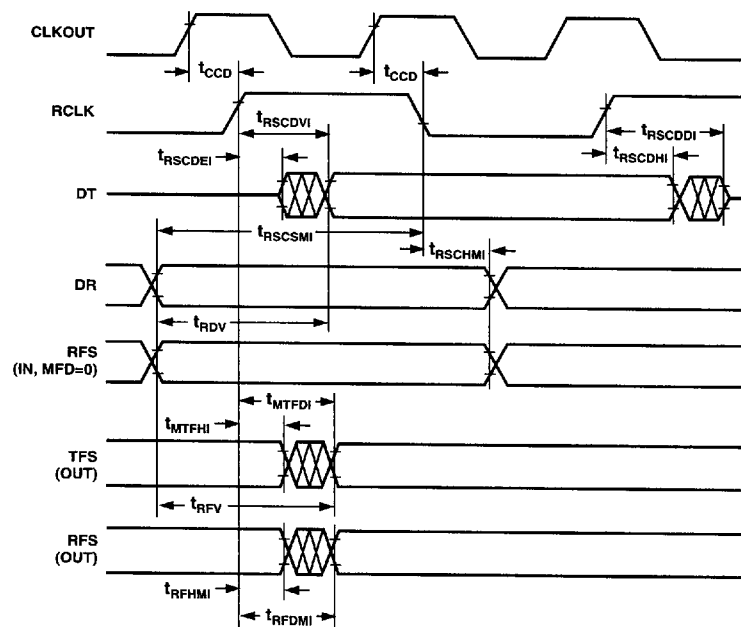 CLKOUT
tCCD
tCCD
RCLK
tRSCDVI
tRSCDDI
tRSCDEI
tRSCDHI
DT
tRSCSMI
tRSCHMI
DR
tRDV
RFS
(IN, MFD=0)
tMTFDI
tMTFHI
TFS
(OUT)
tRFV
RFS
(OUT)
tRFHMI
tRFDMI